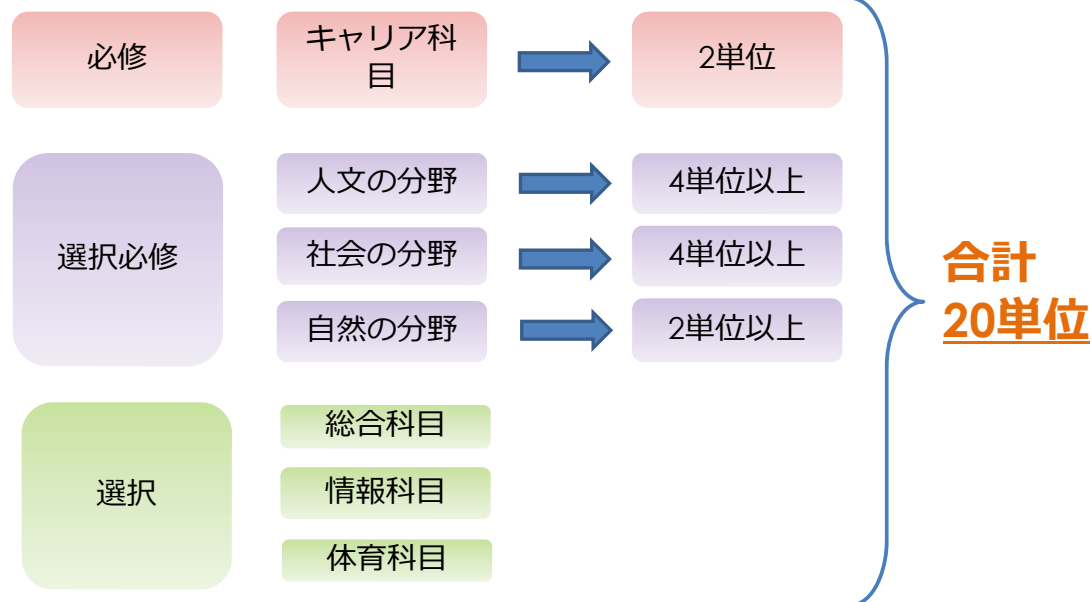 必修
キャリア科
目
2単位
選択必修
人文の分野
4単位以上
社会の分野
4単位以上
自然の分野
2単位以上
選択
総合科目
情報科目
体育科目
合計
20単位